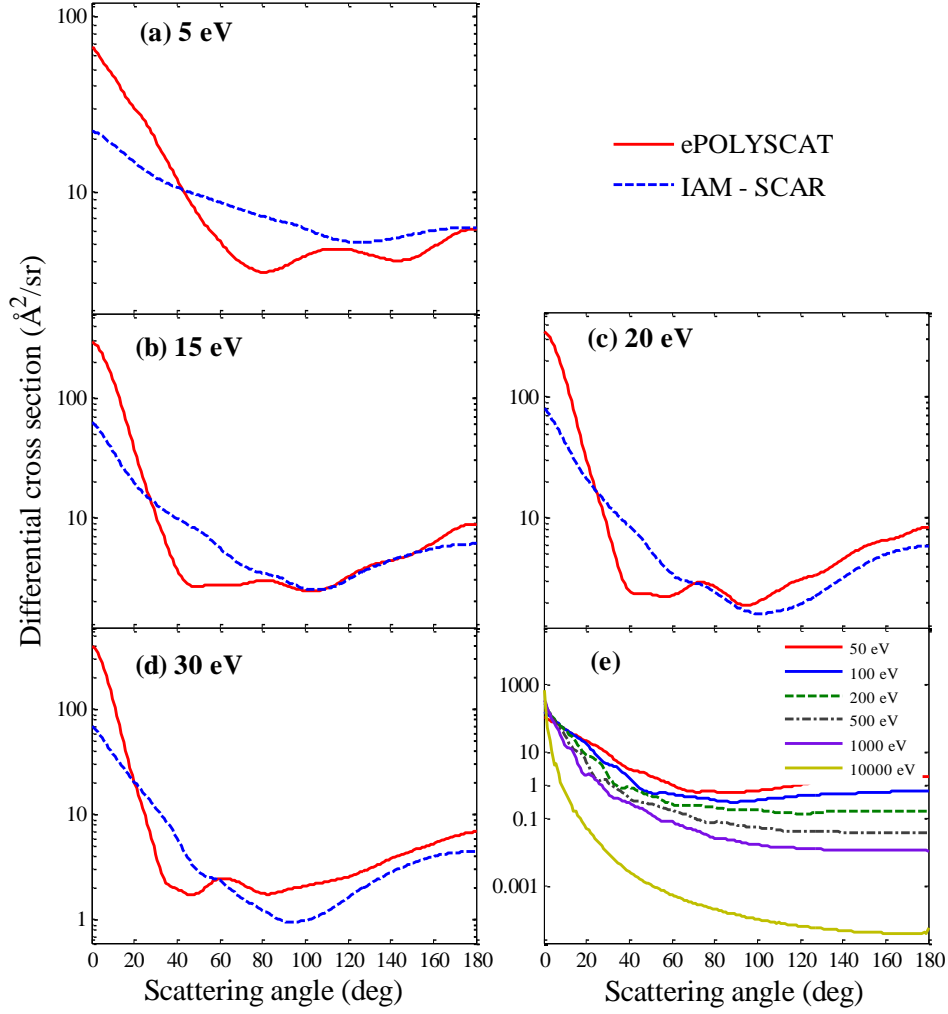 Differential cross section (Å²/sr)
(a) 5 eV
100
10
ePOLYSCAT
IAM - SCAR
(b) 15 eV
100
10
(c) 20 eV
100
10
(d) 30 eV
100
10
1
0 20 40 60 80 100 120 140 160 180
Scattering angle (deg)
(e)
50 eV
100 eV
200 eV
500 eV
1000 eV
10000 eV
1000
10
1
0.1
0.001
0 20 40 60 80 100 120 140 160 180
Scattering angle (deg)